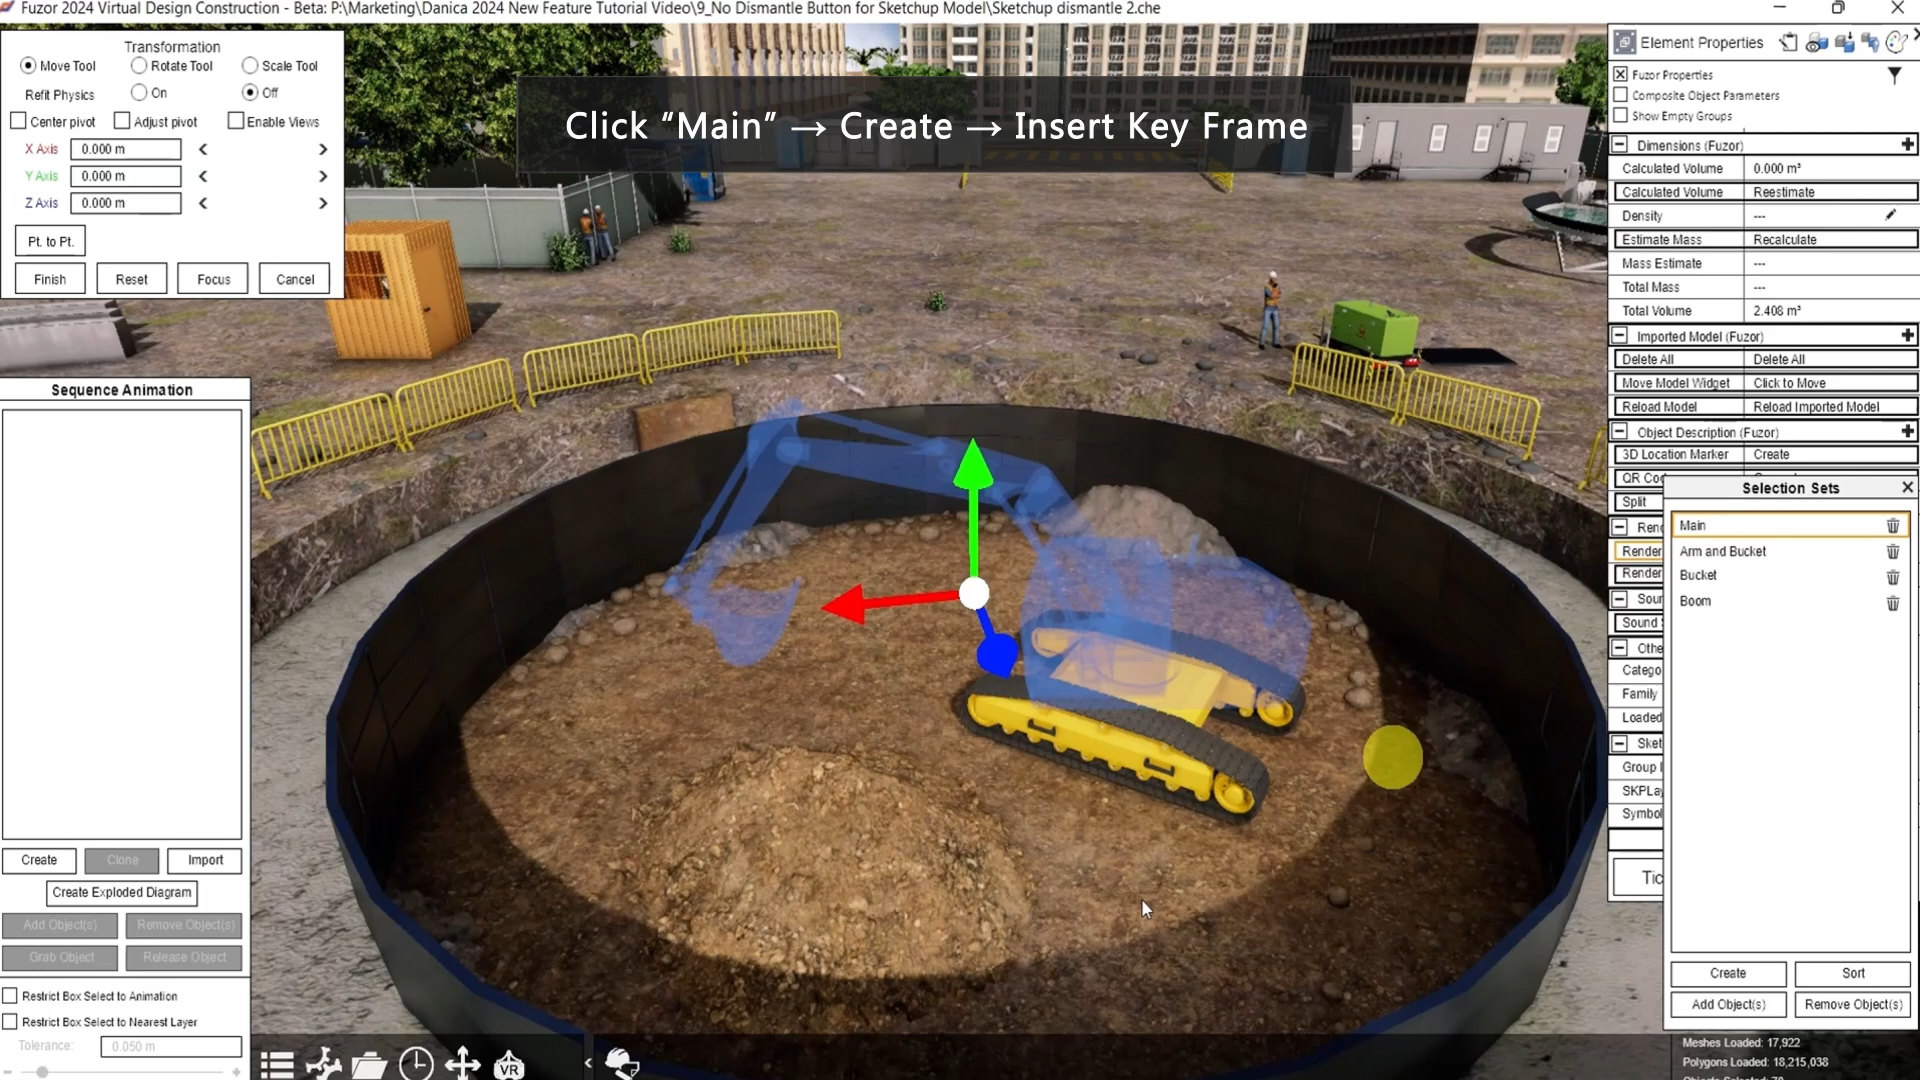 Fuzor 2024 Virtual Design Construction - Beta: P:\Marketing\Danica 2024 New Feature Tutorial Video\9_No Dismantle Button for Sketchup Model\Sketchup dismantle 2.che
Transformation
Move Tool Rotate Tool Scale Tool
Refit Physics On Off
Center pivot Adjust pivot Enable Views
X Axis 0.000 m
Y Axis 0.000 m
Z Axis 0.000 m
Pt. to Pt.
Finish Reset Focus Cancel
Click “Main” → Create → Insert Key Frame
Sequence Animation
Create Clone Import
Create Exploded Diagram
Add Object(s) Remove Object(s)
Grab Object Release Object
Restrict Box Select to Animation
Restrict Box Select to Nearest Layer
Tolerance: 0.050 m
VR
Element Properties
Fuzor Properties
Composite Object Parameters
Show Empty Groups
Dimensions (Fuzor)
Calculated Volume 0.000 m³
Calculated Volume Reestimate
Density ---
Estimate Mass Recalculate
Mass Estimate ---
Total Mass ---
Total Volume 2.408 m³
Imported Model (Fuzor)
Delete All Delete All
Move Model Widget Click to Move
Reload Model Reload Imported Model
Object Description (Fuzor)
3D Location Marker Create
QR Co
Split
Ren
Render
Render
Soun
Sound S
Othe
Catego
Family
Loaded
Sket
Group I
SKPLay
Symbol
Tic
Selection Sets
Main
Arm and Bucket
Bucket
Boom
Create Sort
Add Object(s) Remove Object(s)
Meshes Loaded: 17,922
Polygons Loaded: 18,215,038